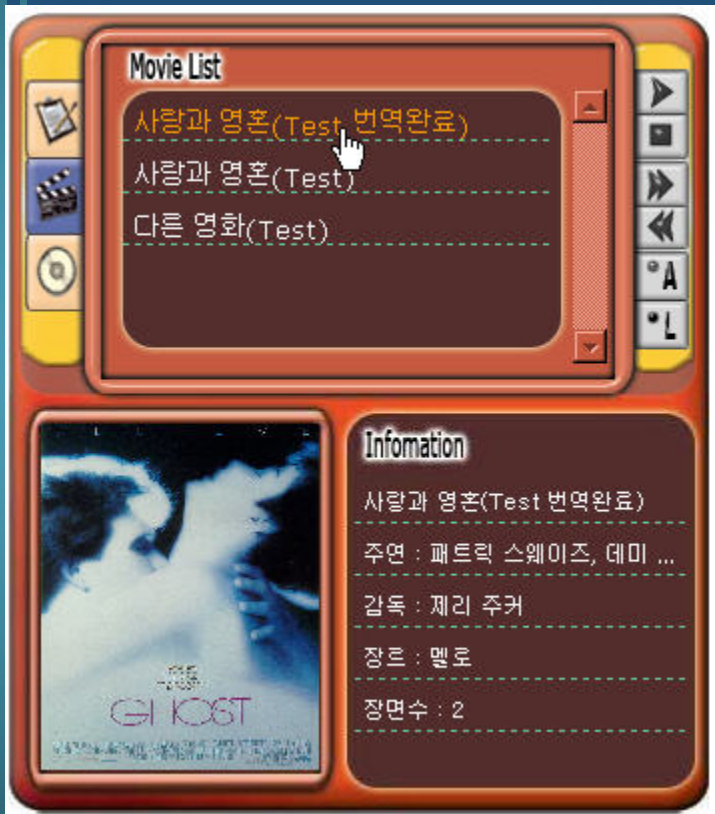 Movie List
사랑과 영혼(Test 번역완료)
사랑과 영혼(Test)
다른 영화(Test)
A
L
Infomation
사랑과 영혼(Test 번역완료)
주연 : 패트릭 스웨이즈, 데미 ...
감독 : 제리 주커
장르 : 멜로
장면수 : 2
GHOST